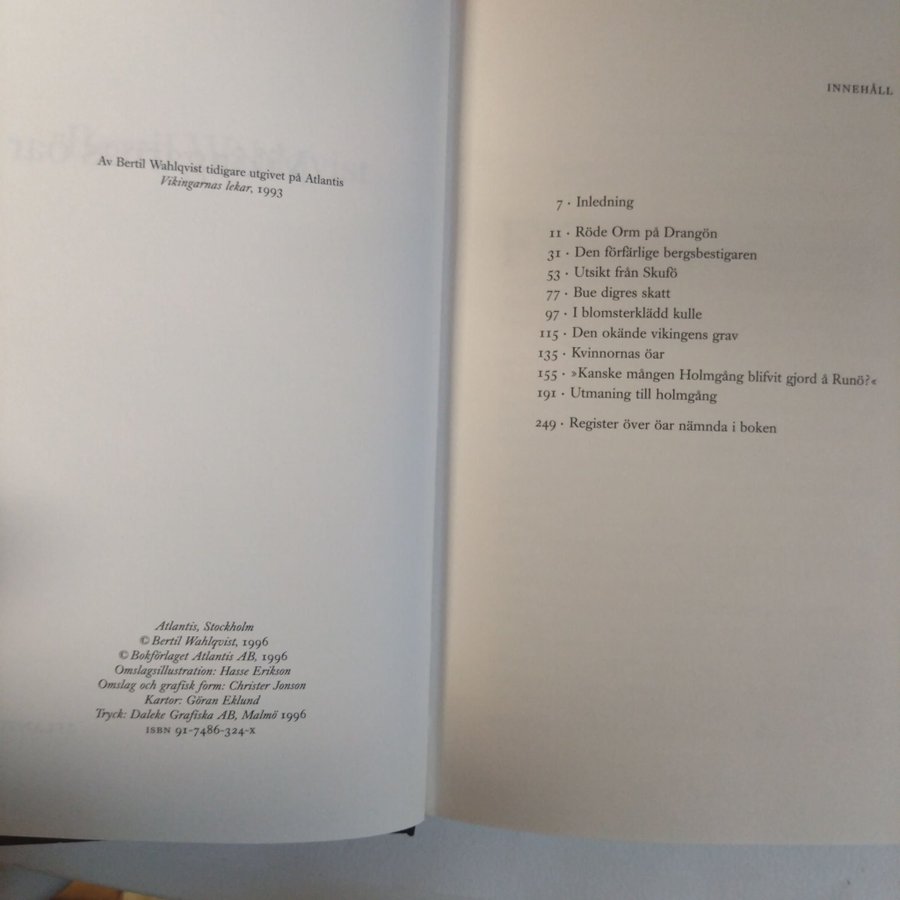 Av Bertil Wahlqvist tidigare utgivet på Atlantis
Vikingarnas lekar, 1993
Atlantis, Stockholm
© Bertil Wahlqvist, 1996
© Bokförlaget Atlantis AB, 1996
Omslagsillustration: Hasse Erikson
Omslag och grafisk form: Christer Jonson
Kartor: Göran Eklund
Tryck: Daleke Grafiska AB, Malmö 1996
ISBN 91-7486-324-X
INNEHÅLL
7 · Inledning
11 · Röde Orm på Drangön
31 · Den förfärlige bergsbestigaren
53 · Utsikt från Skufö
77 · Bue digres skatt
97 · I blomsterklädd kulle
115 · Den okände vikingens grav
135 · Kvinnornas öar
155 · »Kanske mången Holmgång blifvit gjord å Runö?«
191 · Utmaning till holmgång
249 · Register över öar nämnda i boken